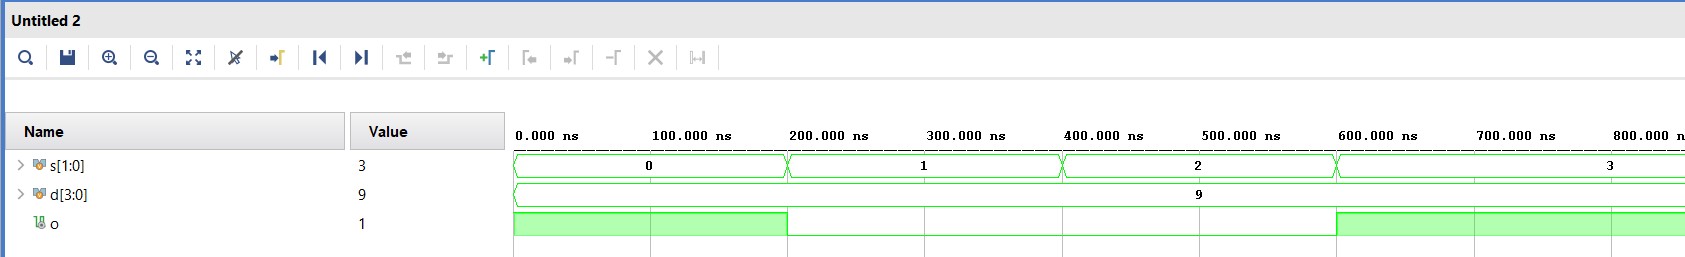 Untitled 2
Name Value
0.000 ns 100.000 ns 200.000 ns 300.000 ns 400.000 ns 500.000 ns 600.000 ns 700.000 ns 800.000 n
s[1:0] 3 0 1 2 3
d[3:0] 9 9
o 1